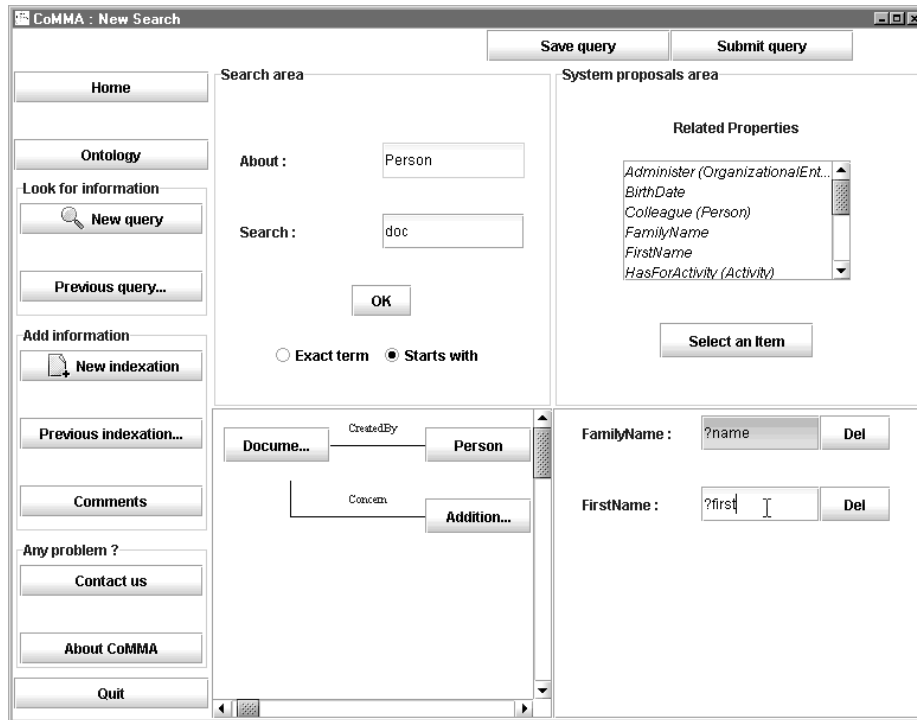 CoMMA : New Search
Save query
Submit query
Home
Ontology
Look for information
New query
Previous query...
Add information
New indexation
Previous indexation...
Comments
Any problem ?
Contact us
About CoMMA
Quit
Search area
About :
Person
Search :
doc
OK
Exact term
Starts with
System proposals area
Related Properties
Administer (OrganizationalEnt...
BirthDate
Colleague (Person)
FamilyName
FirstName
HasForActivity (Activity)
Select an Item
Docume...
CreatedBy
Person
Concern
Addition...
FamilyName :
?name
Del
FirstName :
?first
Del